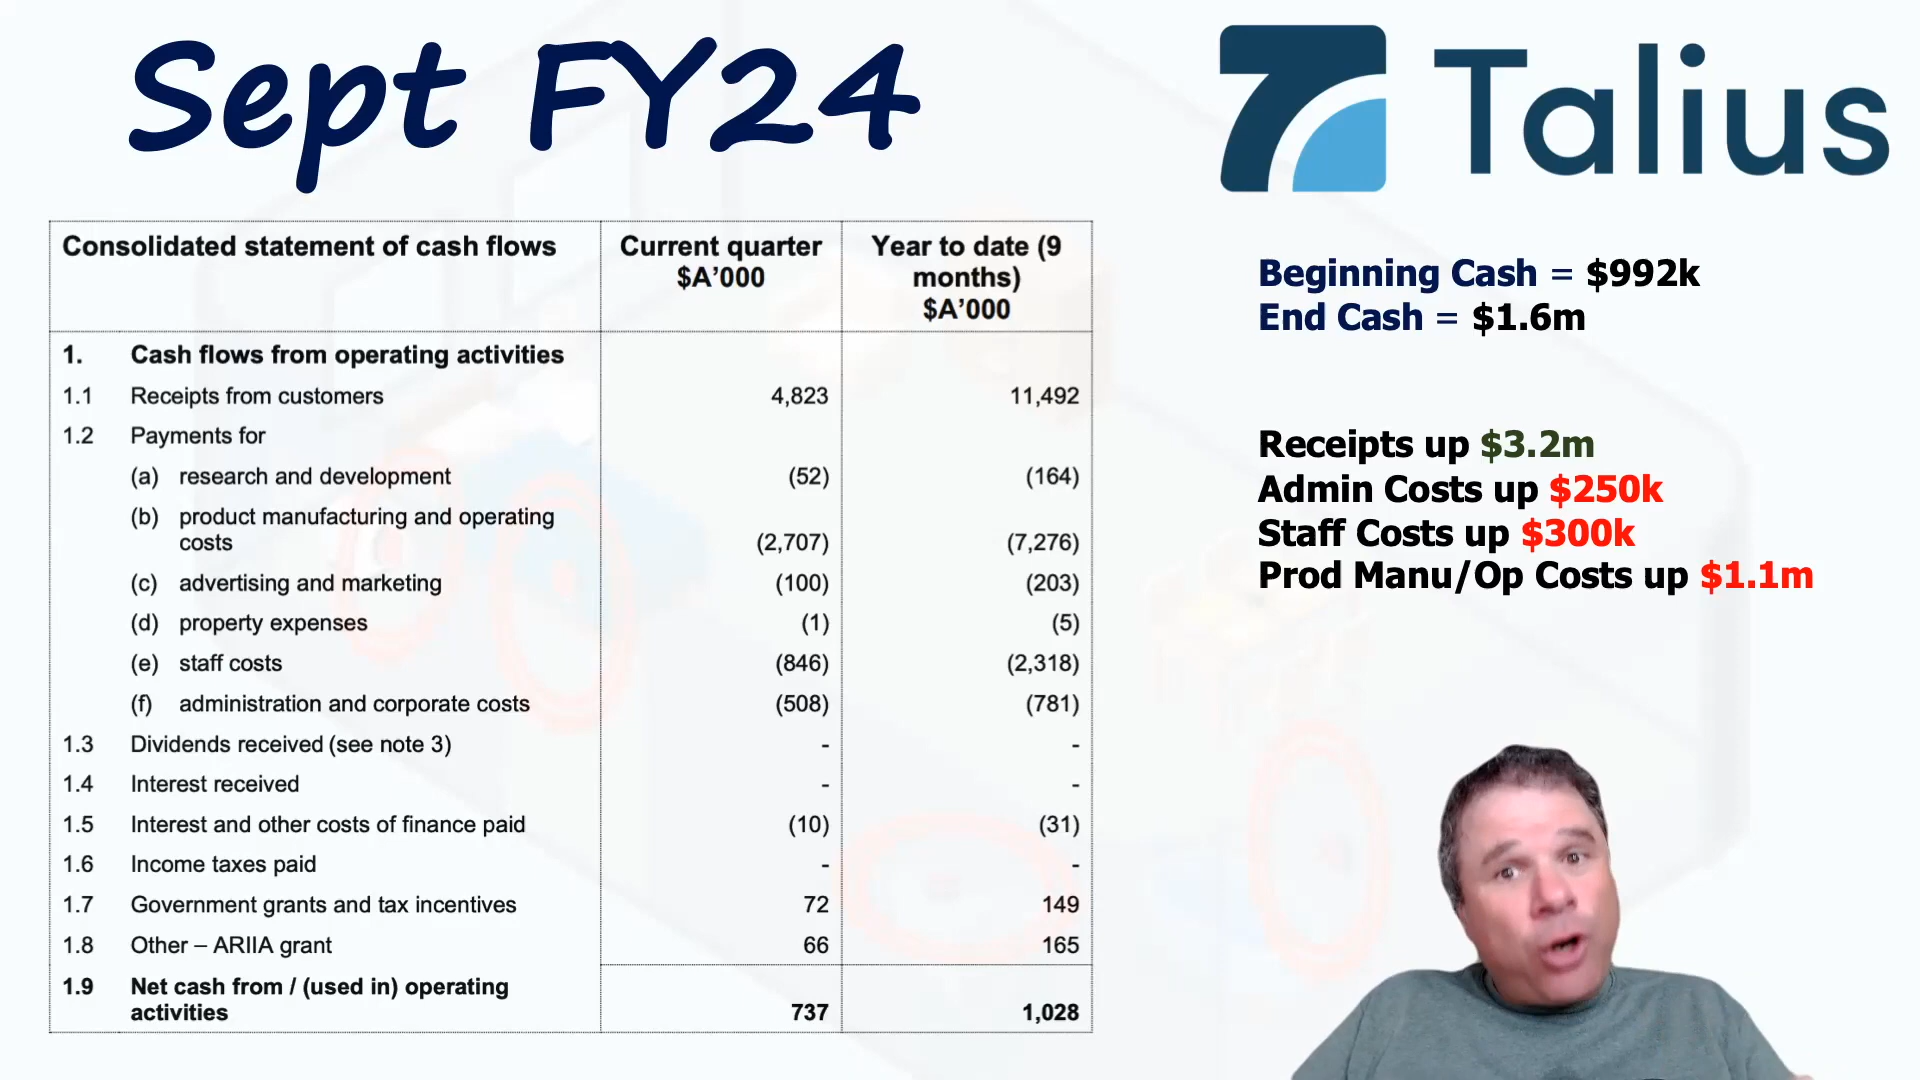 Sept FY24
Talius
Consolidated statement of cash flows
Current quarter
$A'000
Year to date (9
months)
$A'000
1. Cash flows from operating activities
1.1 Receipts from customers 4,823 11,492
1.2 Payments for
(a) research and development (52) (164)
(b) product manufacturing and operating
costs (2,707) (7,276)
(c) advertising and marketing (100) (203)
(d) property expenses (1) (5)
(e) staff costs (846) (2,318)
(f) administration and corporate costs (508) (781)
1.3 Dividends received (see note 3) - -
1.4 Interest received - -
1.5 Interest and other costs of finance paid (10) (31)
1.6 Income taxes paid - -
1.7 Government grants and tax incentives 72 149
1.8 Other – ARIIA grant 66 165
1.9 Net cash from / (used in) operating
activities 737 1,028
Beginning Cash = $992k
End Cash = $1.6m
Receipts up $3.2m
Admin Costs up $250k
Staff Costs up $300k
Prod Manu/Op Costs up $1.1m